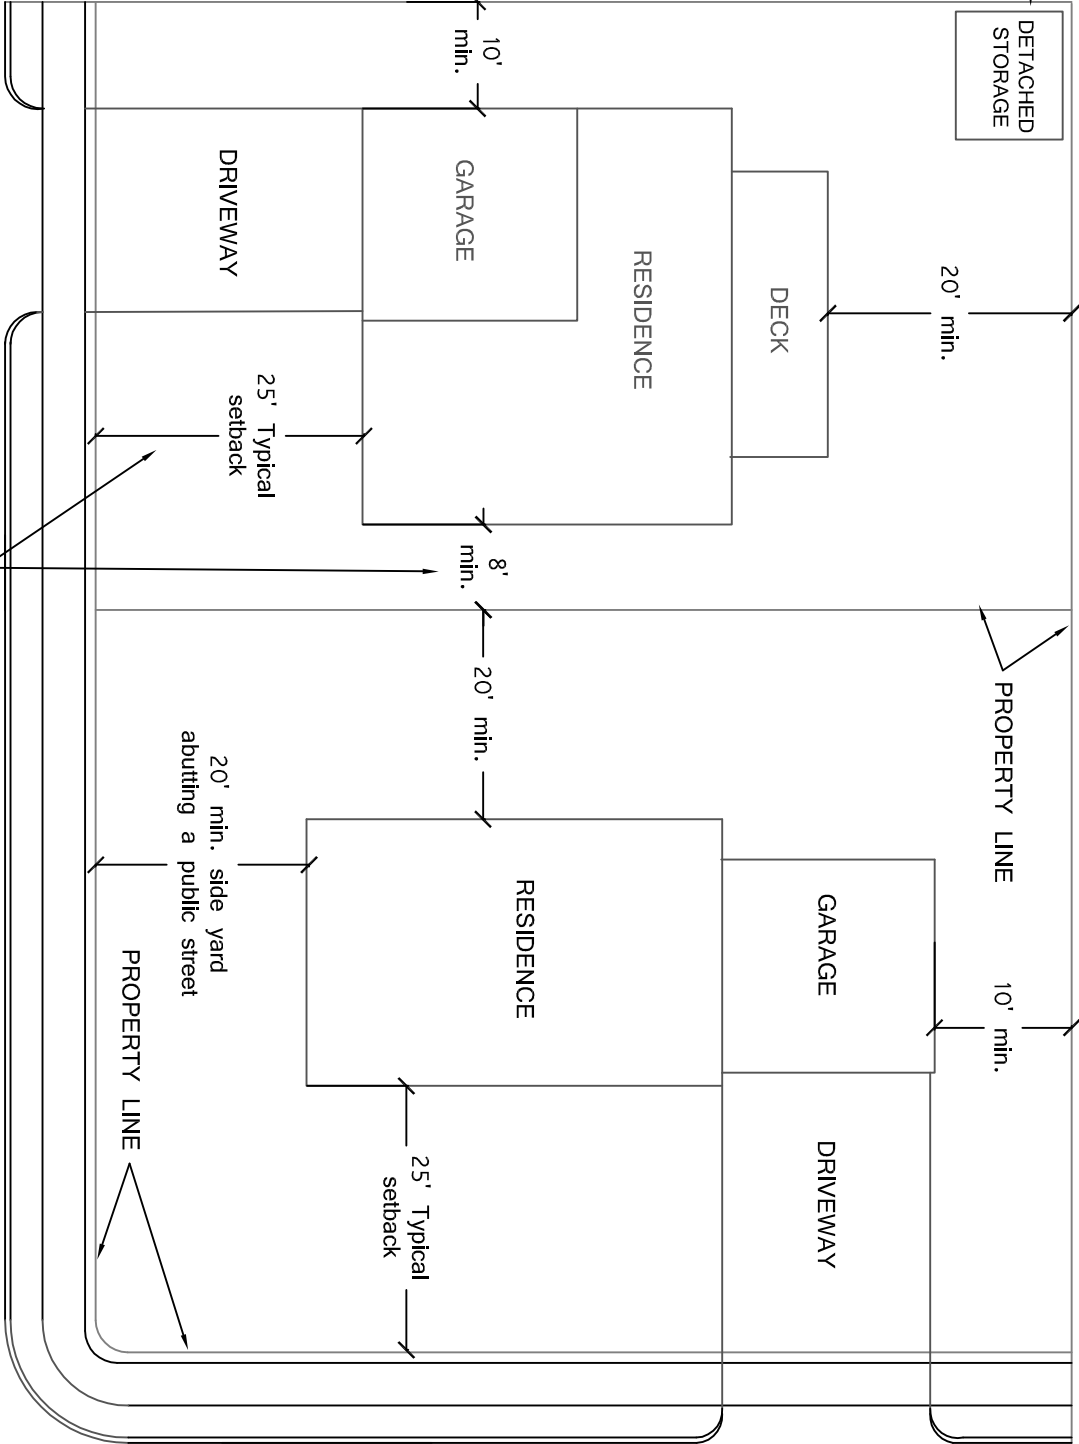 DETACHED
STORAGE
10'
min.
GARAGE
DRIVEWAY
20' min.
DECK
RESIDENCE
25' Typical
setback
8'
min.
20' min.
PROPERTY LINE
20' min. side yard
abutting a public street
RESIDENCE
GARAGE
10' min.
PROPERTY LINE
DRIVEWAY
25' Typical
setback